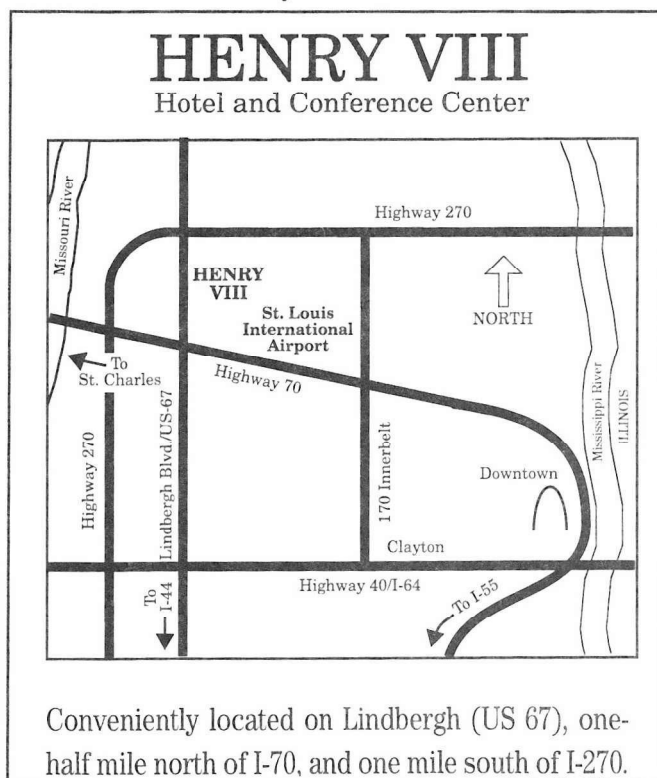 HENRY VIII
Hotel and Conference Center
Missouri River
Highway 270
HENRY
VIII
St. Louis
International
Airport
NORTH
To
St. Charles
Highway 70
Highway 270
Lindbergh Blvd/US-67
170 Innerbelt
Mississippi River
ILLINOIS
Downtown
Clayton
Highway 40/I-64
To
I-44
To I-55
Conveniently located on Lindbergh (US 67), one-
half mile north of I-70, and one mile south of I-270.